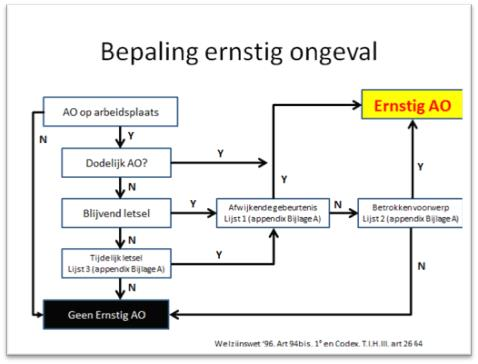 Bepaling ernstig ongeval
AO op arbeidsplaats
Ernstig AO
N
Y
Dodelijk AO?
Y
Y
Y
N
Blijvend letsel
Y
Afwijkende gebeurtenis
Lijst 1 (appendix Bijlage A)
N
Betrokken voorwerp
Lijst 2 (appendix Bijlage A)
N
Tijdelijk letsel
Lijst 3 (appendix Bijlage A)
Y
N
N
Geen Ernstig AO
Welzijnswet '96. Art 94bis. 1° en Codex. T.I.H.III. art 26 64